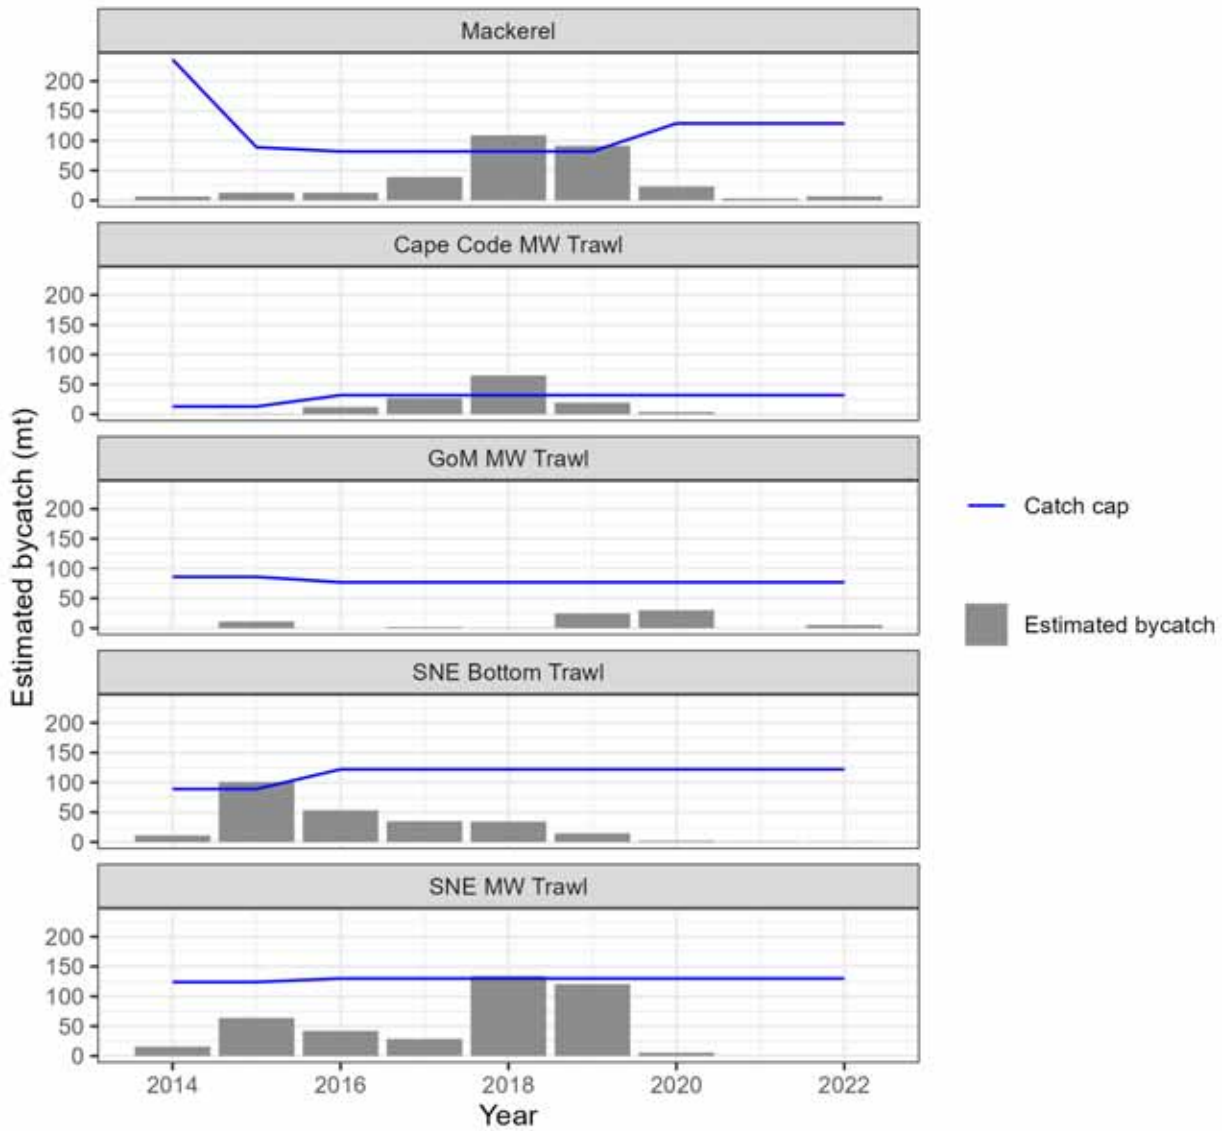 Mackerel
200
150
100
50
0
Cape Code MW Trawl
200
150
100
50
0
GoM MW Trawl
200
150
100
50
0
SNE Bottom Trawl
200
150
100
50
0
SNE MW Trawl
200
150
100
50
0
2014 2016 2018 2020 2022
Year
Estimated bycatch (mt)
Catch cap
Estimated bycatch